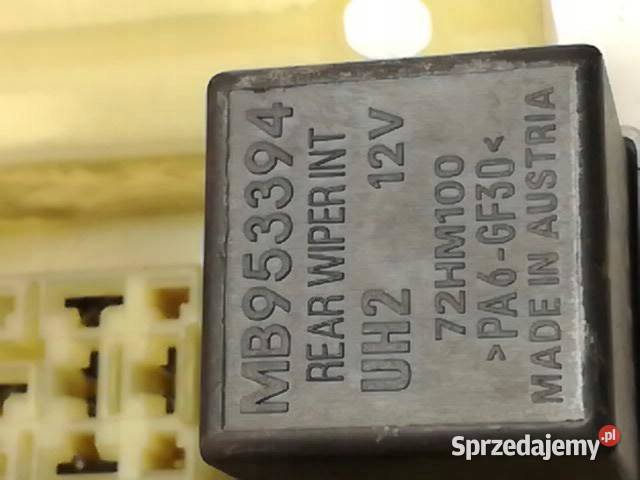 MB953394
REAR WIPER INT
UH2 12V
72HM100
>PA6-GF30<
MADE IN AUSTRIA
Sprzedajemy.pl